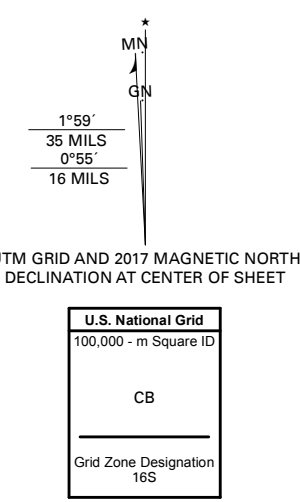 ★
MN
GN
1°59´
35 MILS
0°55´
16 MILS
UTM GRID AND 2017 MAGNETIC NORTH
DECLINATION AT CENTER OF SHEET
U.S. National Grid
100,000 - m Square ID
CB
Grid Zone Designation
16S